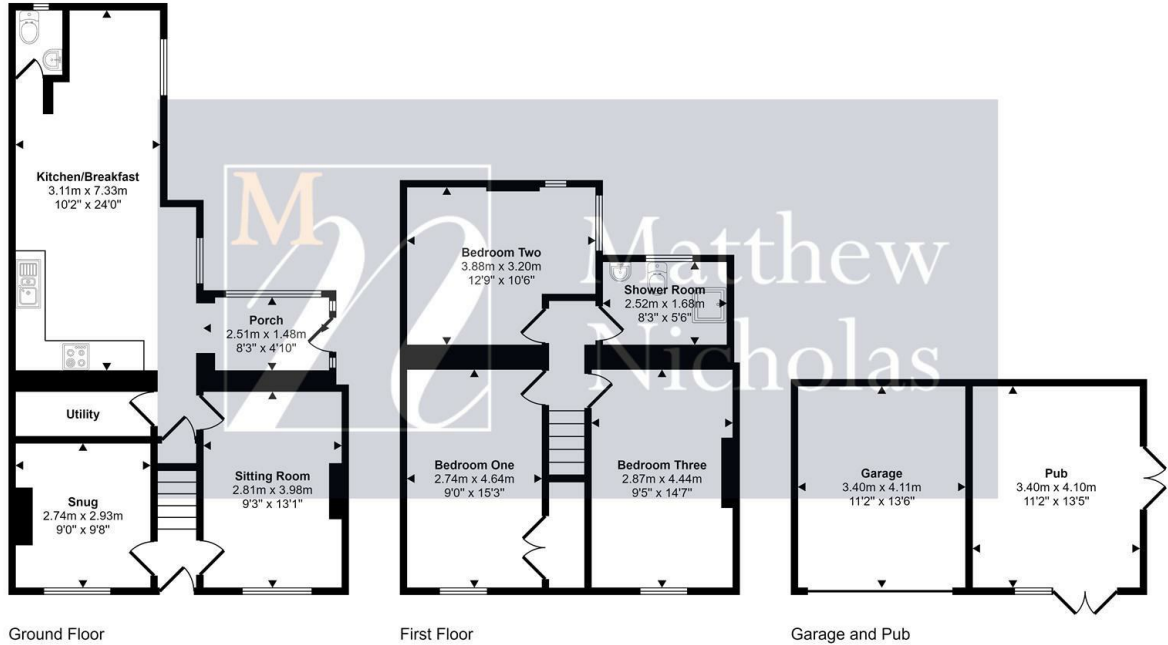 Kitchen/Breakfast
3.11m x 7.33m
10'2" x 24'0"
Porch
2.51m x 1.48m
8'3" x 4'10"
Utility
Snug
2.74m x 2.93m
9'0" x 9'8"
Sitting Room
2.81m x 3.98m
9'3" x 13'1"
Ground Floor
Bedroom Two
3.88m x 3.20m
12'9" x 10'6"
Shower Room
2.52m x 1.68m
8'3" x 5'6"
Bedroom One
2.74m x 4.64m
9'0" x 15'3"
Bedroom Three
2.87m x 4.44m
9'5" x 14'7"
First Floor
Garage
3.40m x 4.11m
11'2" x 13'6"
Pub
3.40m x 4.10m
11'2" x 13'5"
Garage and Pub
M
n
Matthew
Nicholas